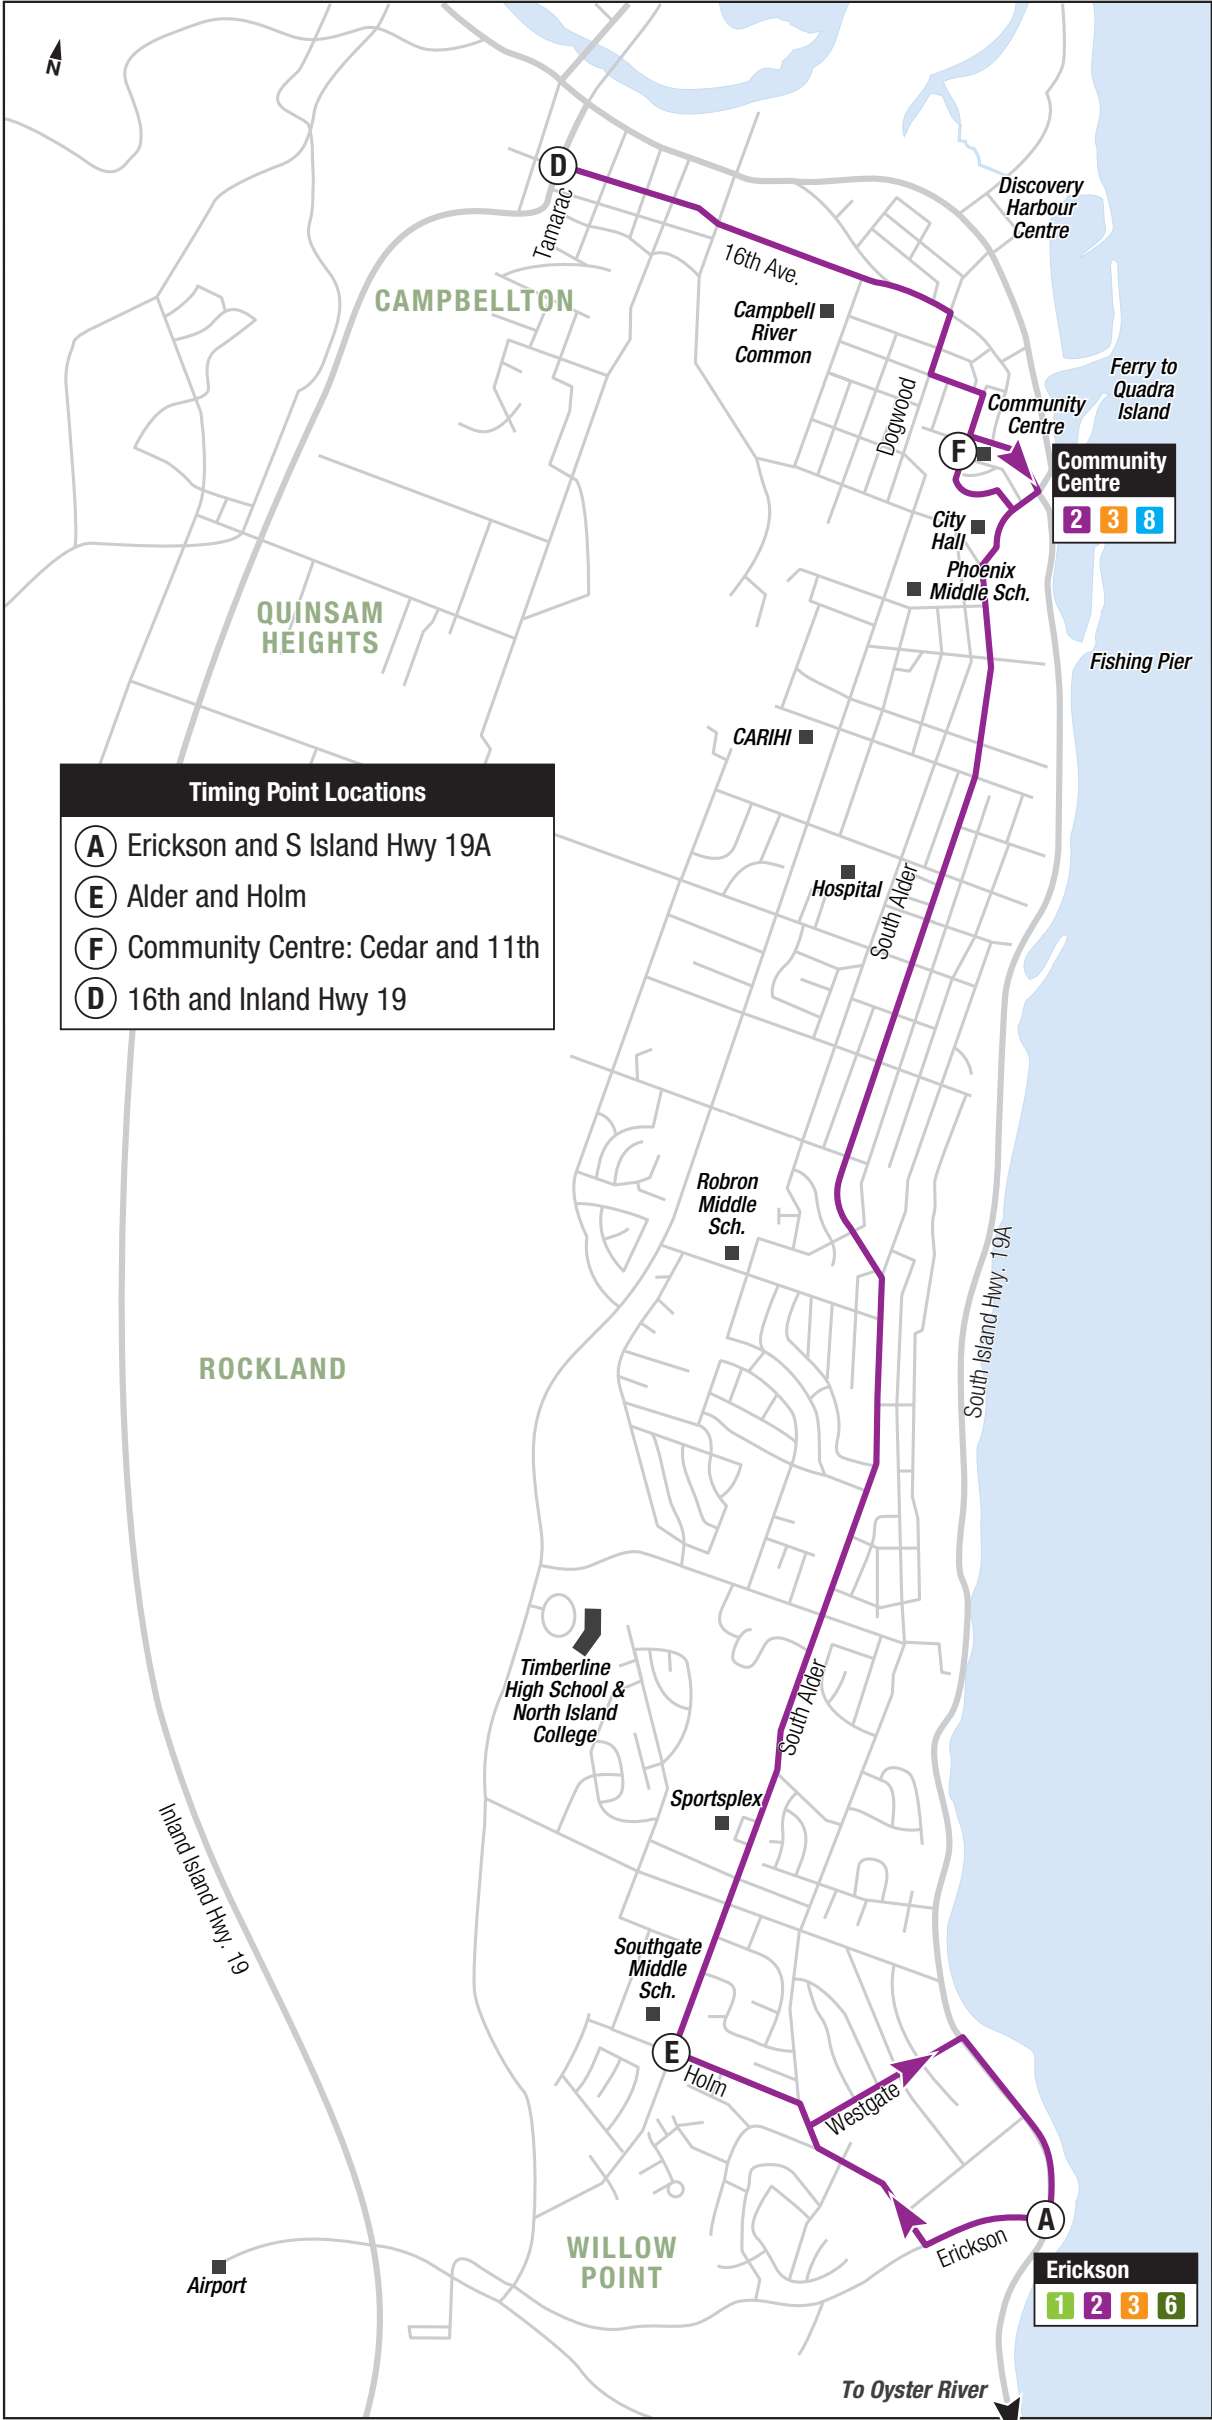 N
Discovery
Harbour
Centre
D
Tamarac
16th Ave.
CAMPBELLTON
Campbell
River
Common
Ferry to
Quadra
Island
Dogwood
Community
Centre
F
Community
Centre
2 3 8
City
Hall
Phoenix
Middle Sch.
QUINSAM
HEIGHTS
Fishing Pier
CARIHI
Timing Point Locations
A Erickson and S Island Hwy 19A
E Alder and Holm
F Community Centre: Cedar and 11th
D 16th and Inland Hwy 19
Hospital
South Alder
Robron
Middle
Sch.
South Island Hwy. 19A
ROCKLAND
Timberline
High School &
North Island
College
South Alder
Sportsplex
Inland Island Hwy. 19
Southgate
Middle
Sch.
E
Holm
Westgate
A
Erickson
WILLOW
POINT
Airport
Erickson
1 2 3 6
To Oyster River